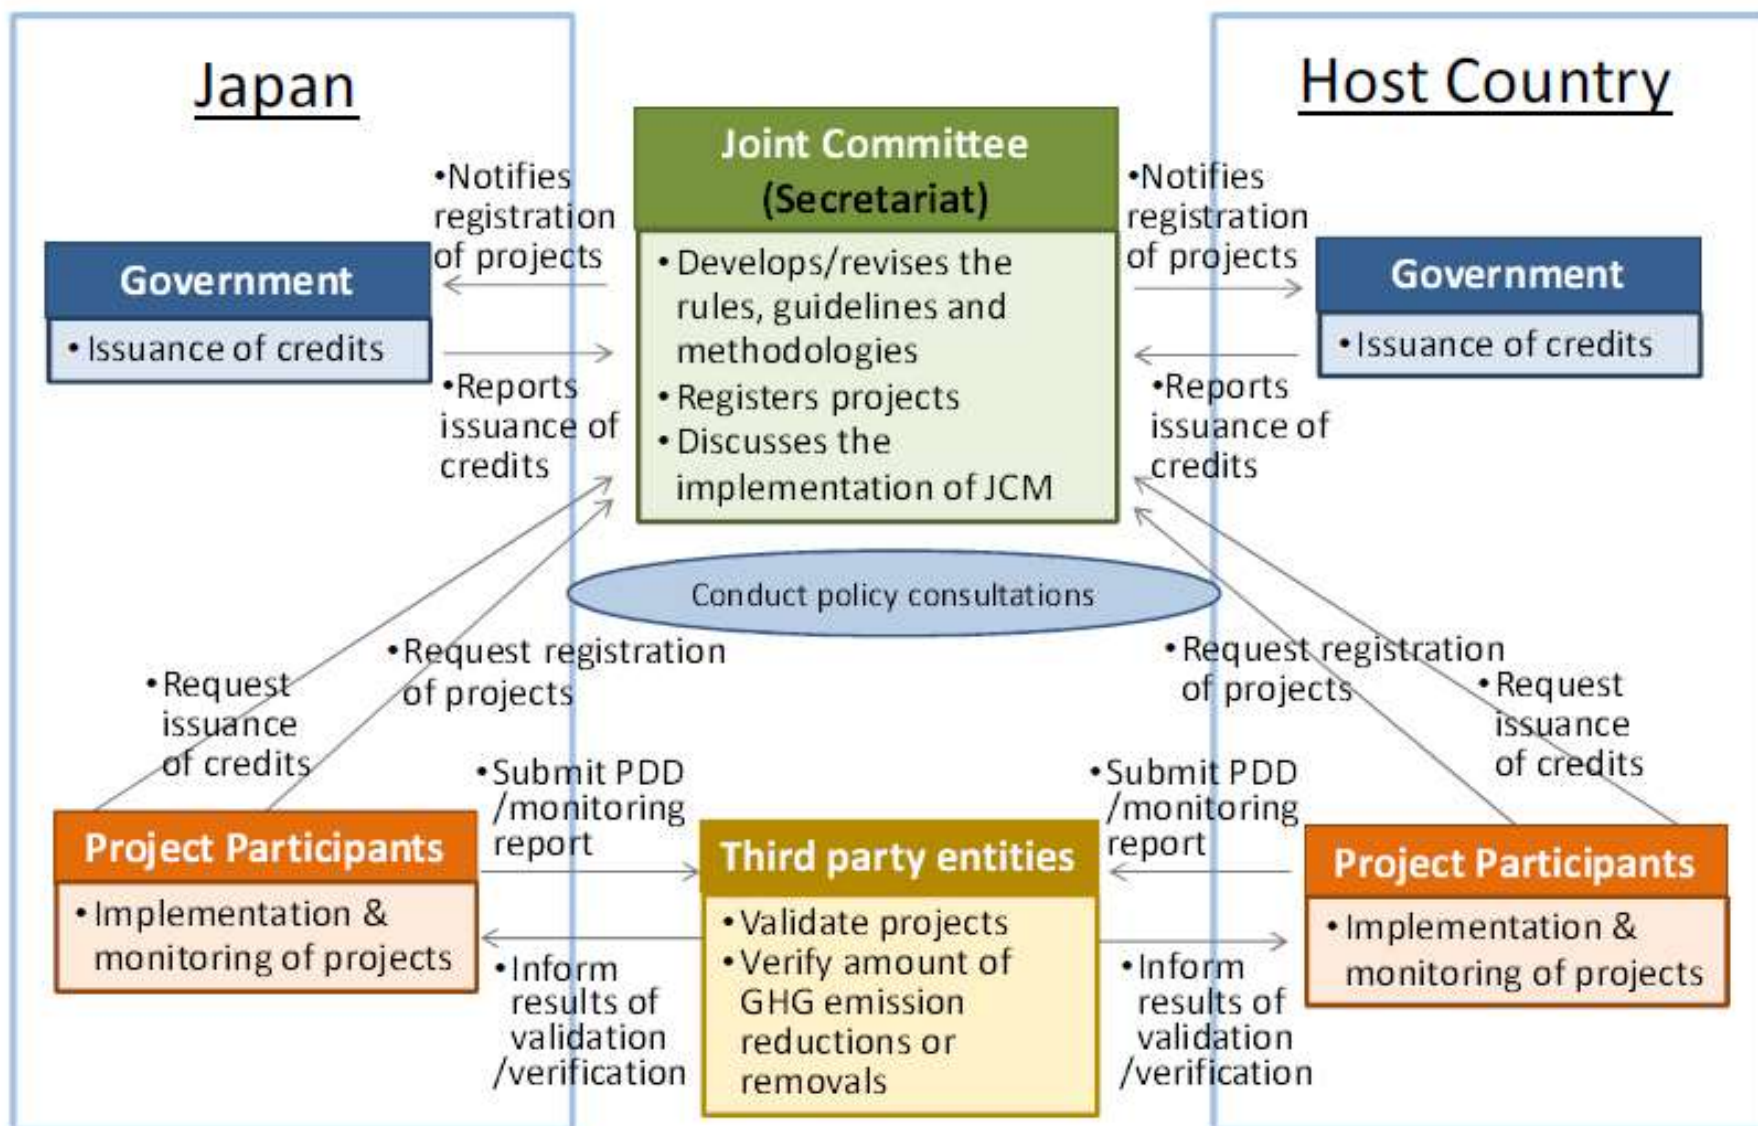 Japan
Host Country
Joint Committee
(Secretariat)
• Develops/revises the
rules, guidelines and
methodologies
• Registers projects
• Discusses the
implementation of JCM
•Notifies
registration
of projects
•Notifies
registration
of projects
Government
• Issuance of credits
Government
• Issuance of credits
•Reports
issuance of
credits
•Reports
issuance of
credits
Conduct policy consultations
•Request registration
of projects
•Request
issuance
of credits
•Request registration
of projects
•Request
issuance
of credits
Project Participants
• Implementation &
monitoring of projects
•Submit PDD
/monitoring
report
•Inform
results of
validation
/verification
Third party entities
• Validate projects
• Verify amount of
GHG emission
reductions or
removals
•Submit PDD
/monitoring
report
•Inform
results of
validation
/verification
Project Participants
• Implementation &
monitoring of projects